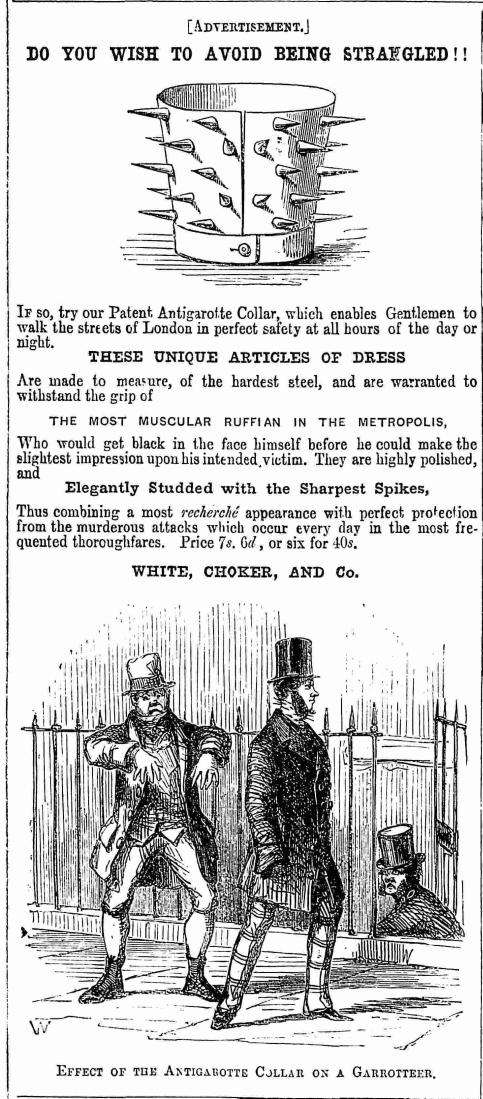 [ADVERTISEMENT.]
DO YOU WISH TO AVOID BEING STRANGLED!!
IF so, try our Patent Antigarotte Collar, which enables Gentlemen to
walk the streets of London in perfect safety at all hours of the day or
night.
THESE UNIQUE ARTICLES OF DRESS
Are made to measure, of the hardest steel, and are warranted to
withstand the grip of
THE MOST MUSCULAR RUFFIAN IN THE METROPOLIS,
Who would get black in the face himself before he could make the
slightest impression upon his intended victim. They are highly polished,
and
Elegantly Studded with the Sharpest Spikes,
Thus combining a most recherché appearance with perfect protection
from the murderous attacks which occur every day in the most fre-
quented thoroughfares. Price 7s. 6d, or six for 40s.
WHITE, CHOKER, AND Co.
W
EFFECT OF THE ANTIGAROTTE COLLAR ON A GARROTTEER.